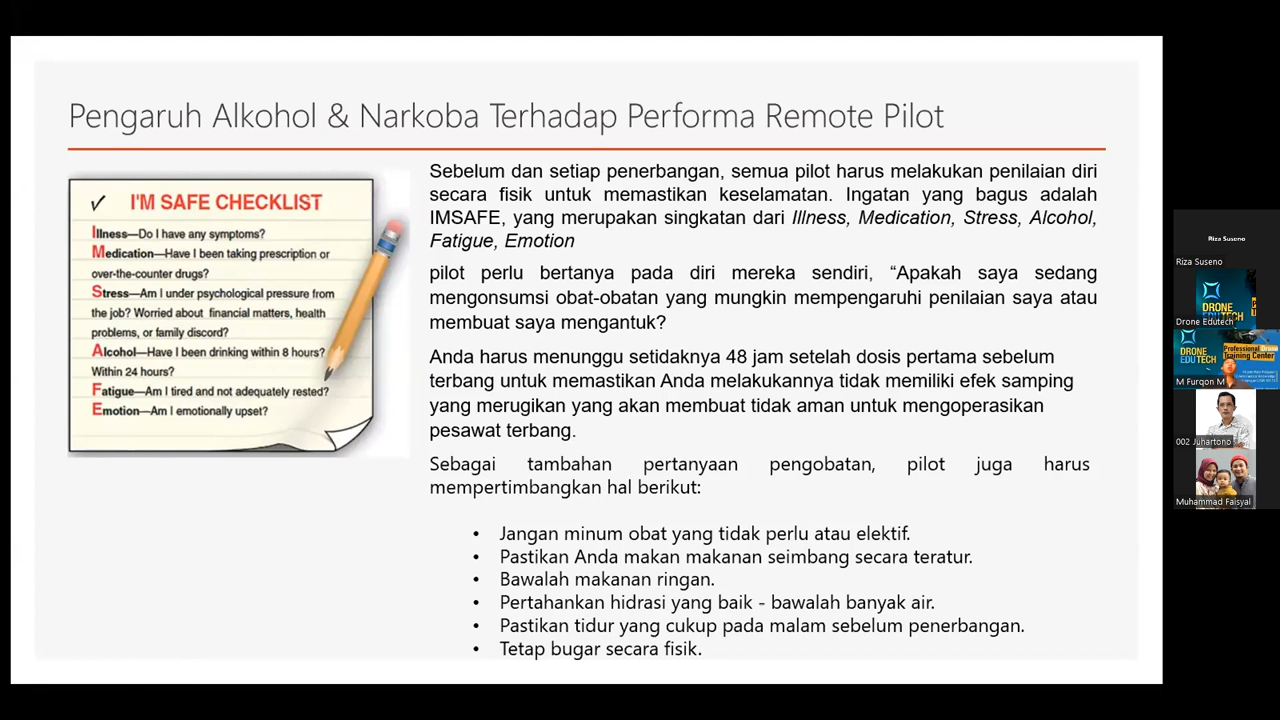 Pengaruh Alkohol & Narkoba Terhadap Performa Remote Pilot
✓ I'M SAFE CHECKLIST
Illness—Do I have any symptoms?
Medication—Have I been taking prescription or
over-the-counter drugs?
Stress—Am I under psychological pressure from
the job? Worried about financial matters, health
problems, or family discord?
Alcohol—Have I been drinking within 8 hours?
Within 24 hours?
Fatigue—Am I tired and not adequately rested?
Emotion—Am I emotionally upset?
Sebelum dan setiap penerbangan, semua pilot harus melakukan penilaian diri
secara fisik untuk memastikan keselamatan. Ingatan yang bagus adalah
IMSAFE, yang merupakan singkatan dari Illness, Medication, Stress, Alcohol,
Fatigue, Emotion
pilot perlu bertanya pada diri mereka sendiri, “Apakah saya sedang
mengonsumsi obat-obatan yang mungkin mempengaruhi penilaian saya atau
membuat saya mengantuk?
Anda harus menunggu setidaknya 48 jam setelah dosis pertama sebelum
terbang untuk memastikan Anda melakukannya tidak memiliki efek samping
yang merugikan yang akan membuat tidak aman untuk mengoperasikan
pesawat terbang.
Sebagai tambahan pertanyaan pengobatan, pilot juga harus
mempertimbangkan hal berikut:
• Jangan minum obat yang tidak perlu atau elektif.
• Pastikan Anda makan makanan seimbang secara teratur.
• Bawalah makanan ringan.
• Pertahankan hidrasi yang baik - bawalah banyak air.
• Pastikan tidur yang cukup pada malam sebelum penerbangan.
• Tetap bugar secara fisik.
Riza Suseno
Riza Suseno
DRONE
EDUTECH
Drone Edutech
DRONE
EDUTECH
Professional Drone
Training Center
M Furqon M
002 Juhartono
Muhammad Faisyal